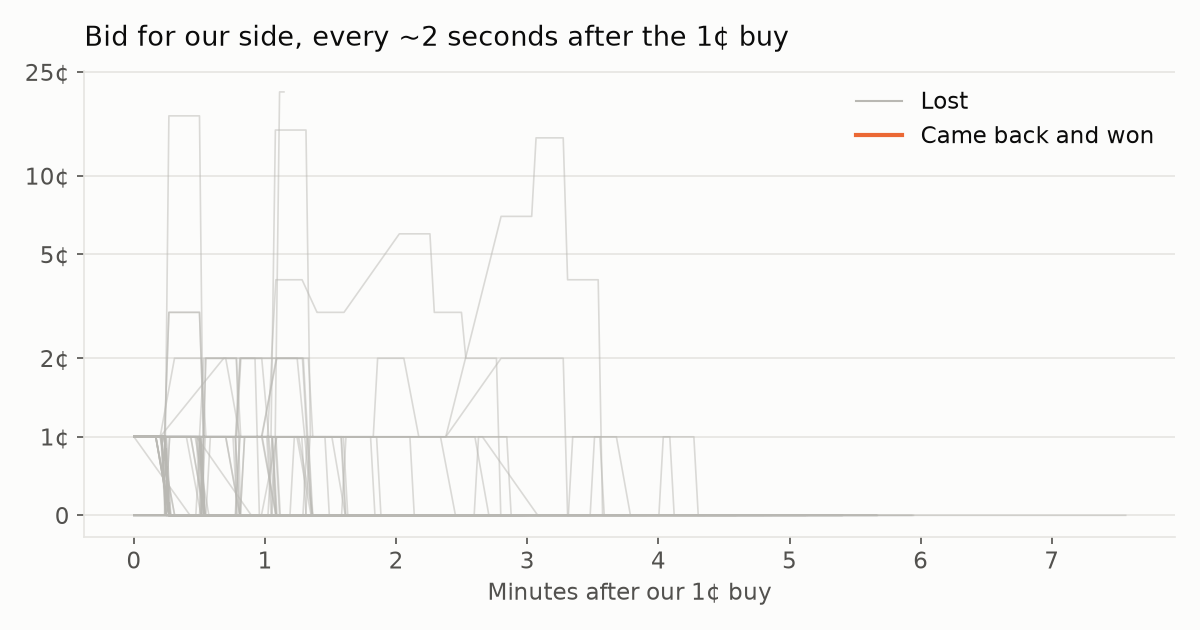 Bid for our side, every ~2 seconds after the 1¢ buy
25¢
10¢
5¢
2¢
1¢
0
Lost
Came back and won
0 1 2 3 4 5 6 7
Minutes after our 1¢ buy